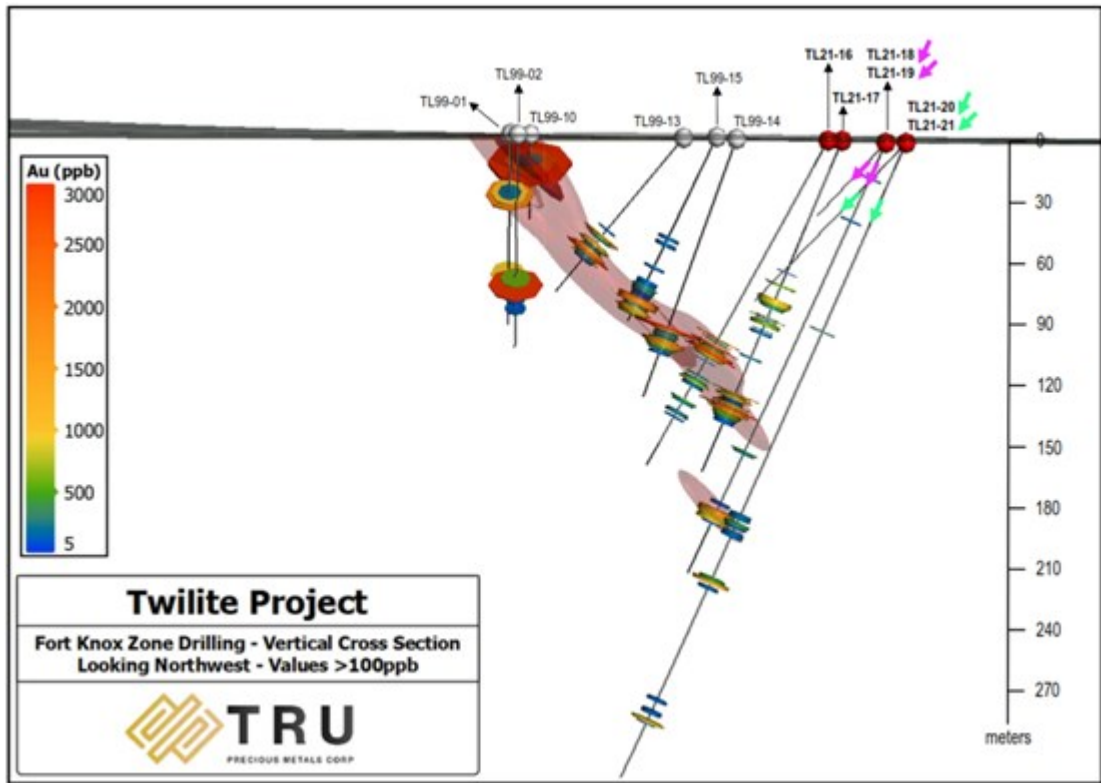 TL99-02
TL99-01
TL99-10
TL99-13
TL99-15
TL99-14
TL21-16
TL21-17
TL21-18
TL21-19
TL21-20
TL21-21
Au (ppb)
3000
2500
2000
1500
1000
500
5
0
30
60
90
120
150
180
210
240
270
meters
Twilite Project
Fort Knox Zone Drilling - Vertical Cross Section
Looking Northwest - Values >100ppb
TRU
PRECIOUS METALS CORP